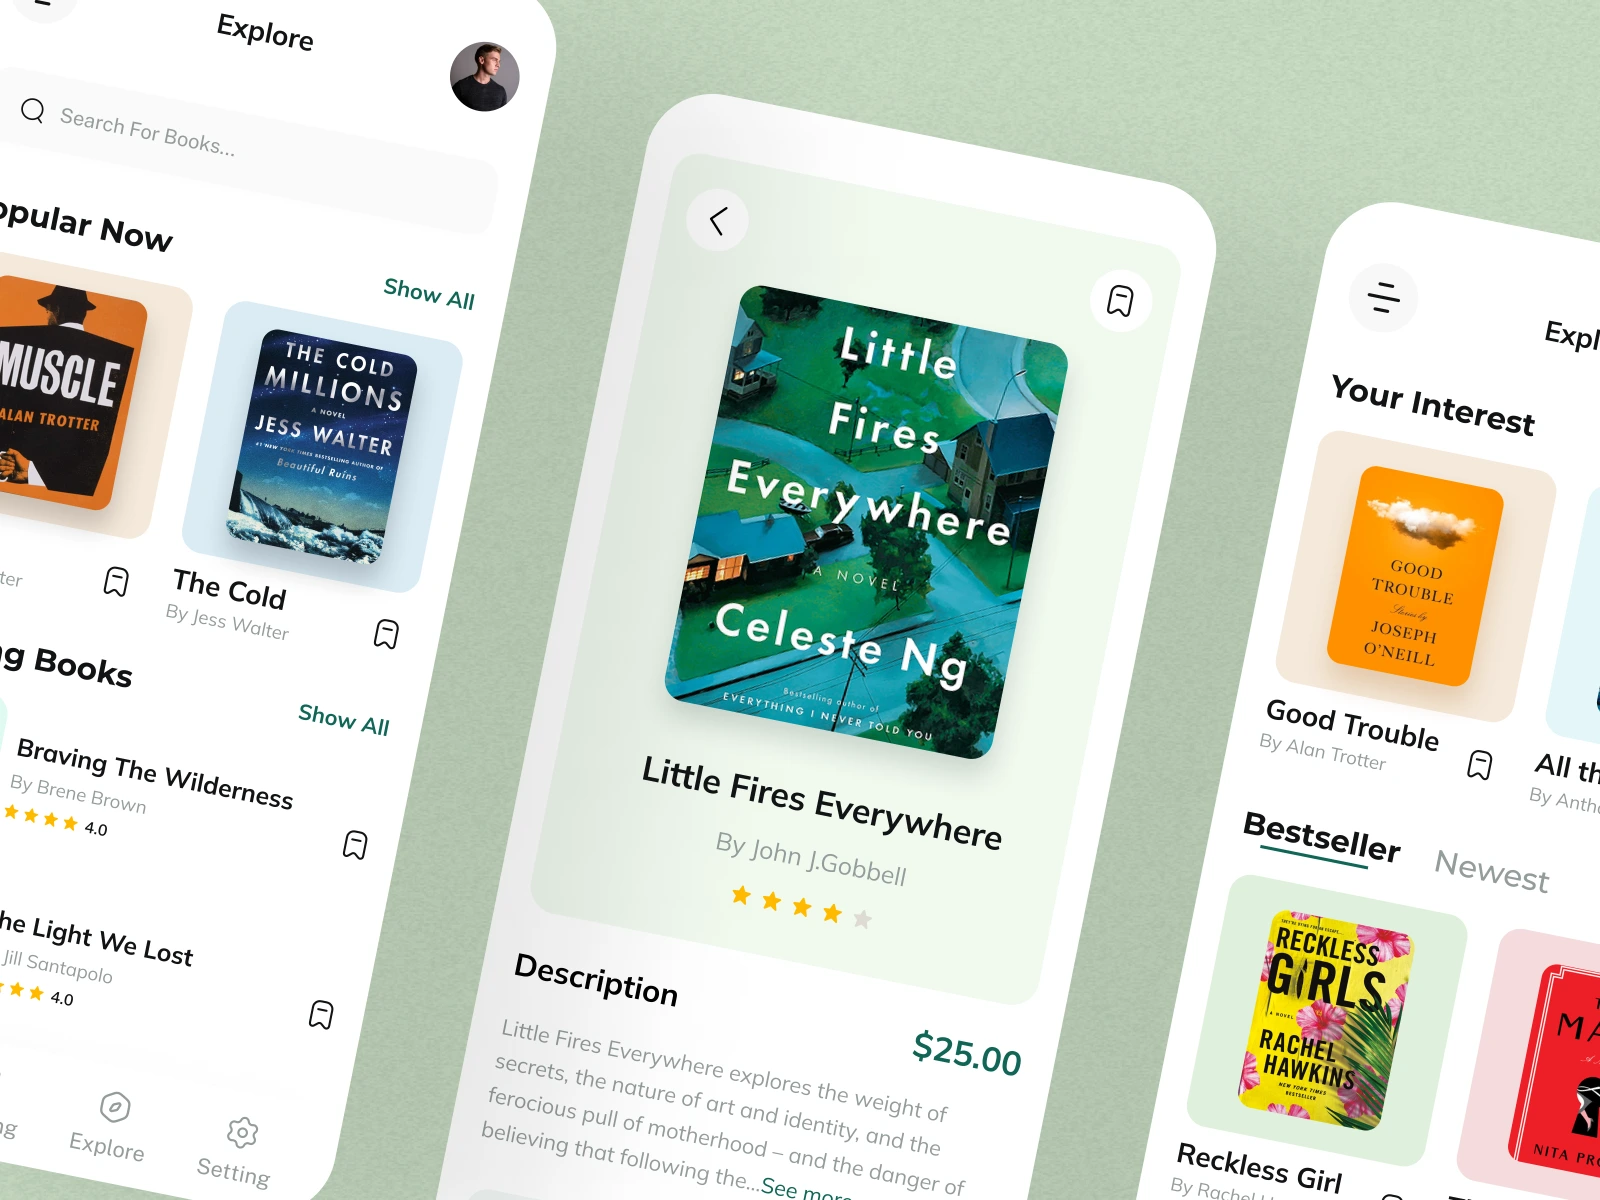 Explore
Search For Books...
opular Now
Show All
MUSCLE
ALAN TROTTER
THE COLD
MILLIONS
A NOVEL
JESS WALTER
#1 NEW YORK TIMES BESTSELLING AUTHOR OF
Beautiful Ruins
ter
The Cold
By Jess Walter
ng Books
Show All
Braving The Wilderness
By Brene Brown
4.0
he Light We Lost
Jill Santapolo
4.0
ng
Explore
Setting
Little
Fires
Everywhere
A NOVEL
Celeste Ng
Bestselling author of
EVERYTHING I NEVER TOLD YOU
Little Fires Everywhere
By John J.Gobbell
Description
$25.00
Little Fires Everywhere explores the weight of
secrets, the nature of art and identity, and the
ferocious pull of motherhood – and the danger of
believing that following the...See more
Expl
Your Interest
GOOD
TROUBLE
Stories by
JOSEPH
O'NEILL
Good Trouble
By Alan Trotter
All th
By Antho
Bestseller
Newest
RECKLESS
GIRLS
A NOVEL
RACHEL
HAWKINS
NEW YORK TIMES
BESTSELLER
MA
NITA PRO
Reckless Girl
By Rachel H